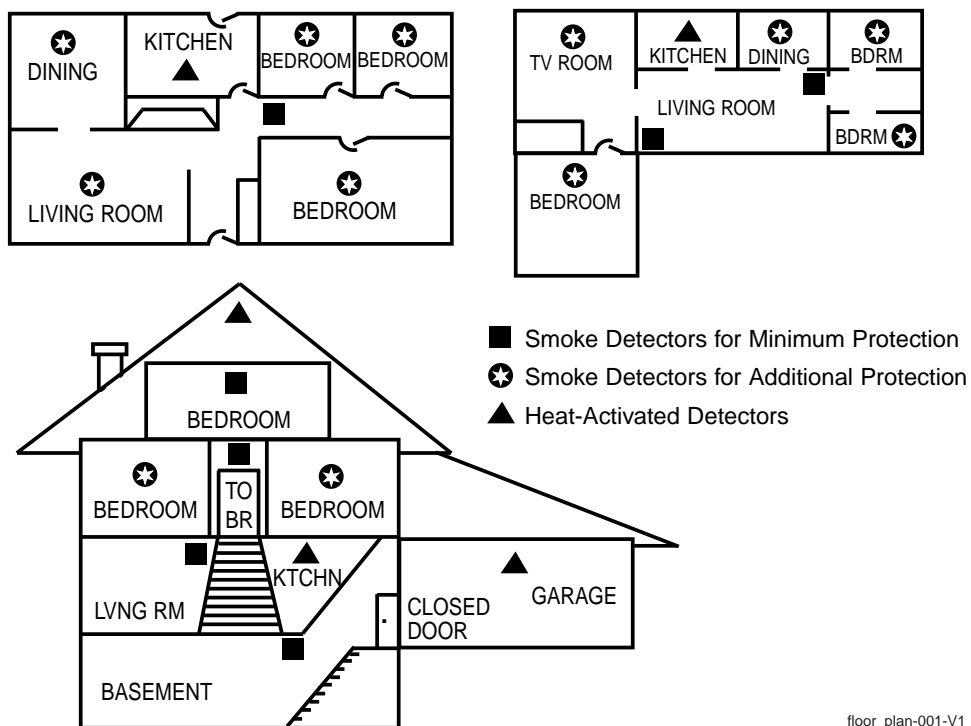 DINING
KITCHEN
BEDROOM
BEDROOM
LIVING ROOM
BEDROOM
TV ROOM
KITCHEN
DINING
BDRM
LIVING ROOM
BDRM
BEDROOM
Smoke Detectors for Minimum Protection
Smoke Detectors for Additional Protection
Heat-Activated Detectors
BEDROOM
BEDROOM
TO
BR
BEDROOM
LVNG RM
KTCHN
CLOSED
DOOR
GARAGE
BASEMENT
floor_plan-001-V1